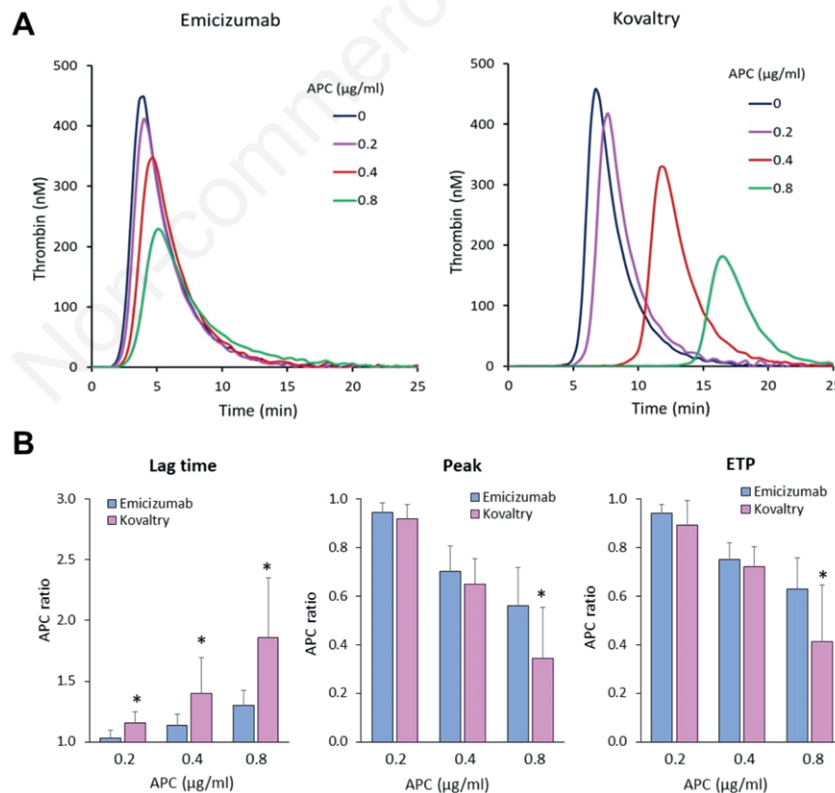 A
Emicizumab
Kovaltry
Non-commerc
500
400
300
200
100
0
Thrombin (nM)
APC (µg/ml)
0
0.2
0.4
0.8
0 5 10 15 20 25
Time (min)
500
400
300
200
100
0
Thrombin (nM)
APC (µg/ml)
0
0.2
0.4
0.8
0 5 10 15 20 25
Time (min)
B
Lag time
3.0
2.5
2.0
1.5
1.0
APC ratio
Emicizumab
Kovaltry
*
*
*
0.2 0.4 0.8
APC (µg/ml)
Peak
1.0
0.8
0.6
0.4
0.2
0.0
APC ratio
Emicizumab
Kovaltry
*
0.2 0.4 0.8
APC (µg/ml)
ETP
1.0
0.8
0.6
0.4
0.2
0.0
APC ratio
Emicizumab
Kovaltry
*
0.2 0.4 0.8
APC (µg/ml)